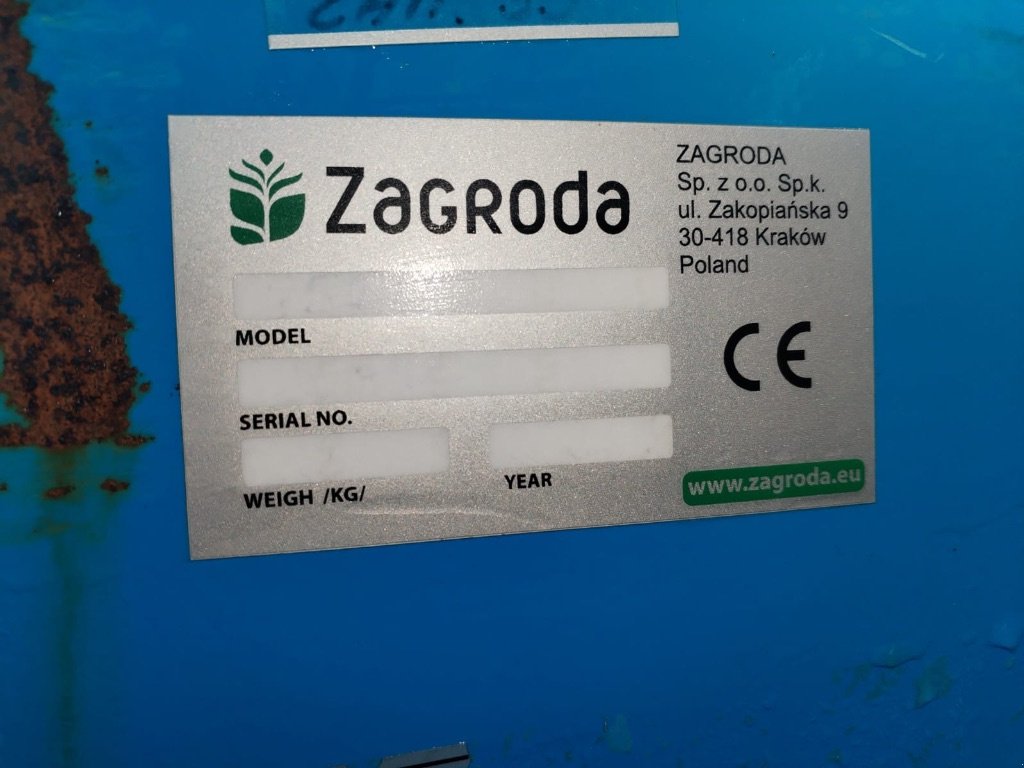 ZAGRODA
ZAGRODA
Sp. z o.o. Sp.k.
ul. Zakopiańska 9
30-418 Kraków
Poland
MODEL
SERIAL NO.
WEIGH /KG/
YEAR
CE
www.zagroda.eu